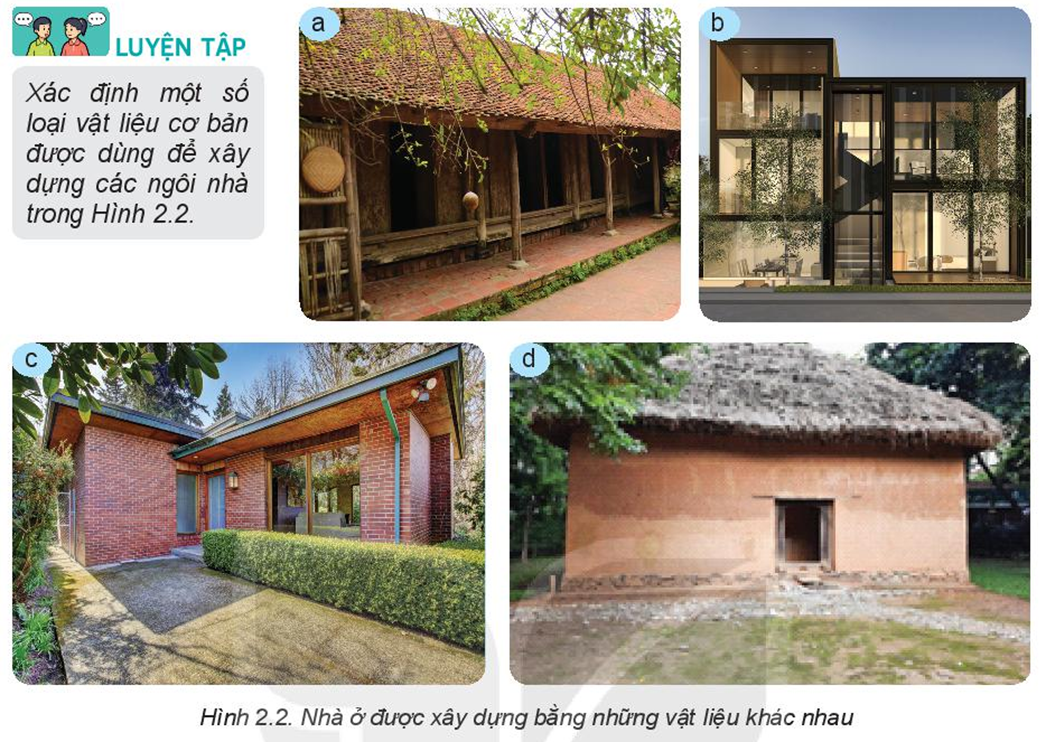 LUYỆN TẬP
Xác định một số
loại vật liệu cơ bản
được dùng để xây
dựng các ngôi nhà
trong Hình 2.2.
a
b
c
d
Hình 2.2. Nhà ở được xây dựng bằng những vật liệu khác nhau